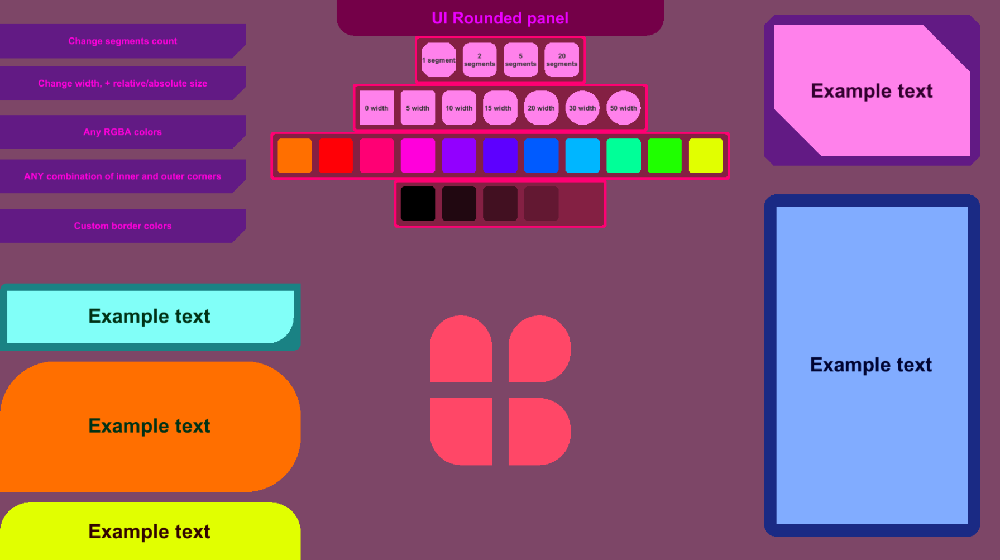 UI Rounded panel
Change segments count
Change width, + relative/absolute size
Any RGBA colors
ANY combination of inner and outer corners
Custom border colors
1 segment
2
segments
5
segments
20
segments
0 width
5 width
10 width
15 width
20 width
30 width
50 width
Example text
Example text
Example text
Example text
Example text